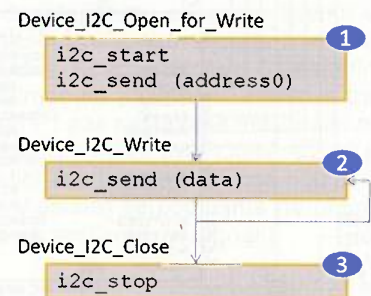 Device_I2C_Open_for_Write
1
i2c_start
i2c_send (address0)
Device_I2C_Write
2
i2c_send (data)
Device_I2C_Close
3
i2c_stop